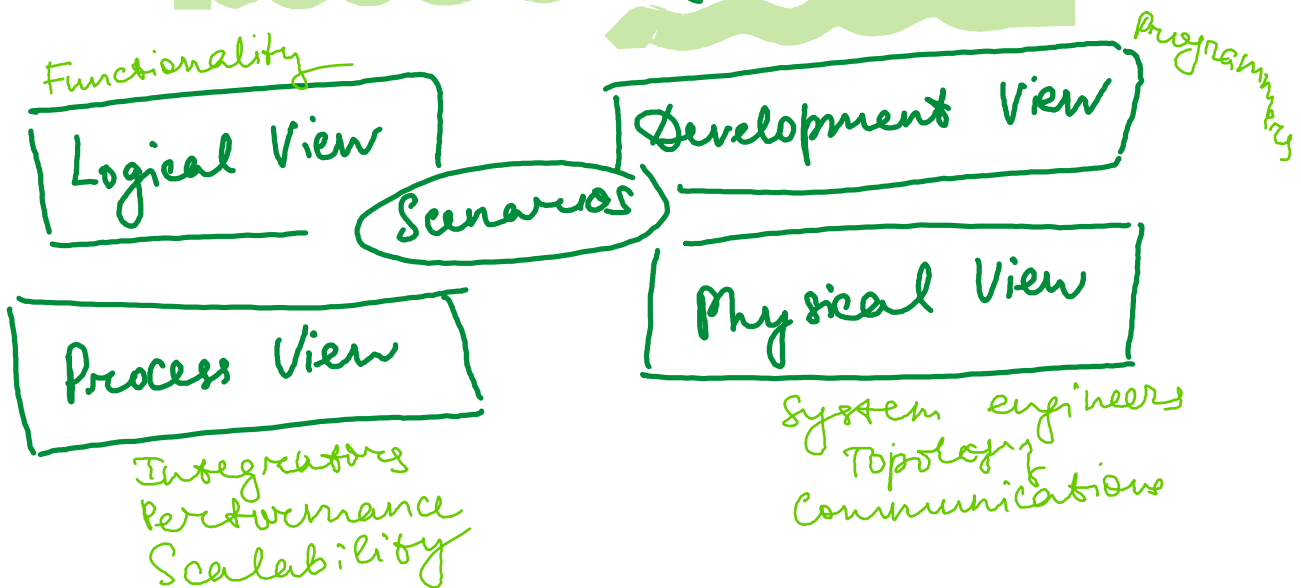 Functionality
Programmers
Logical View
Development View
Scenarios
Process View
Physical View
Integrators
Performance
Scalability
System engineers
Topology
Communications